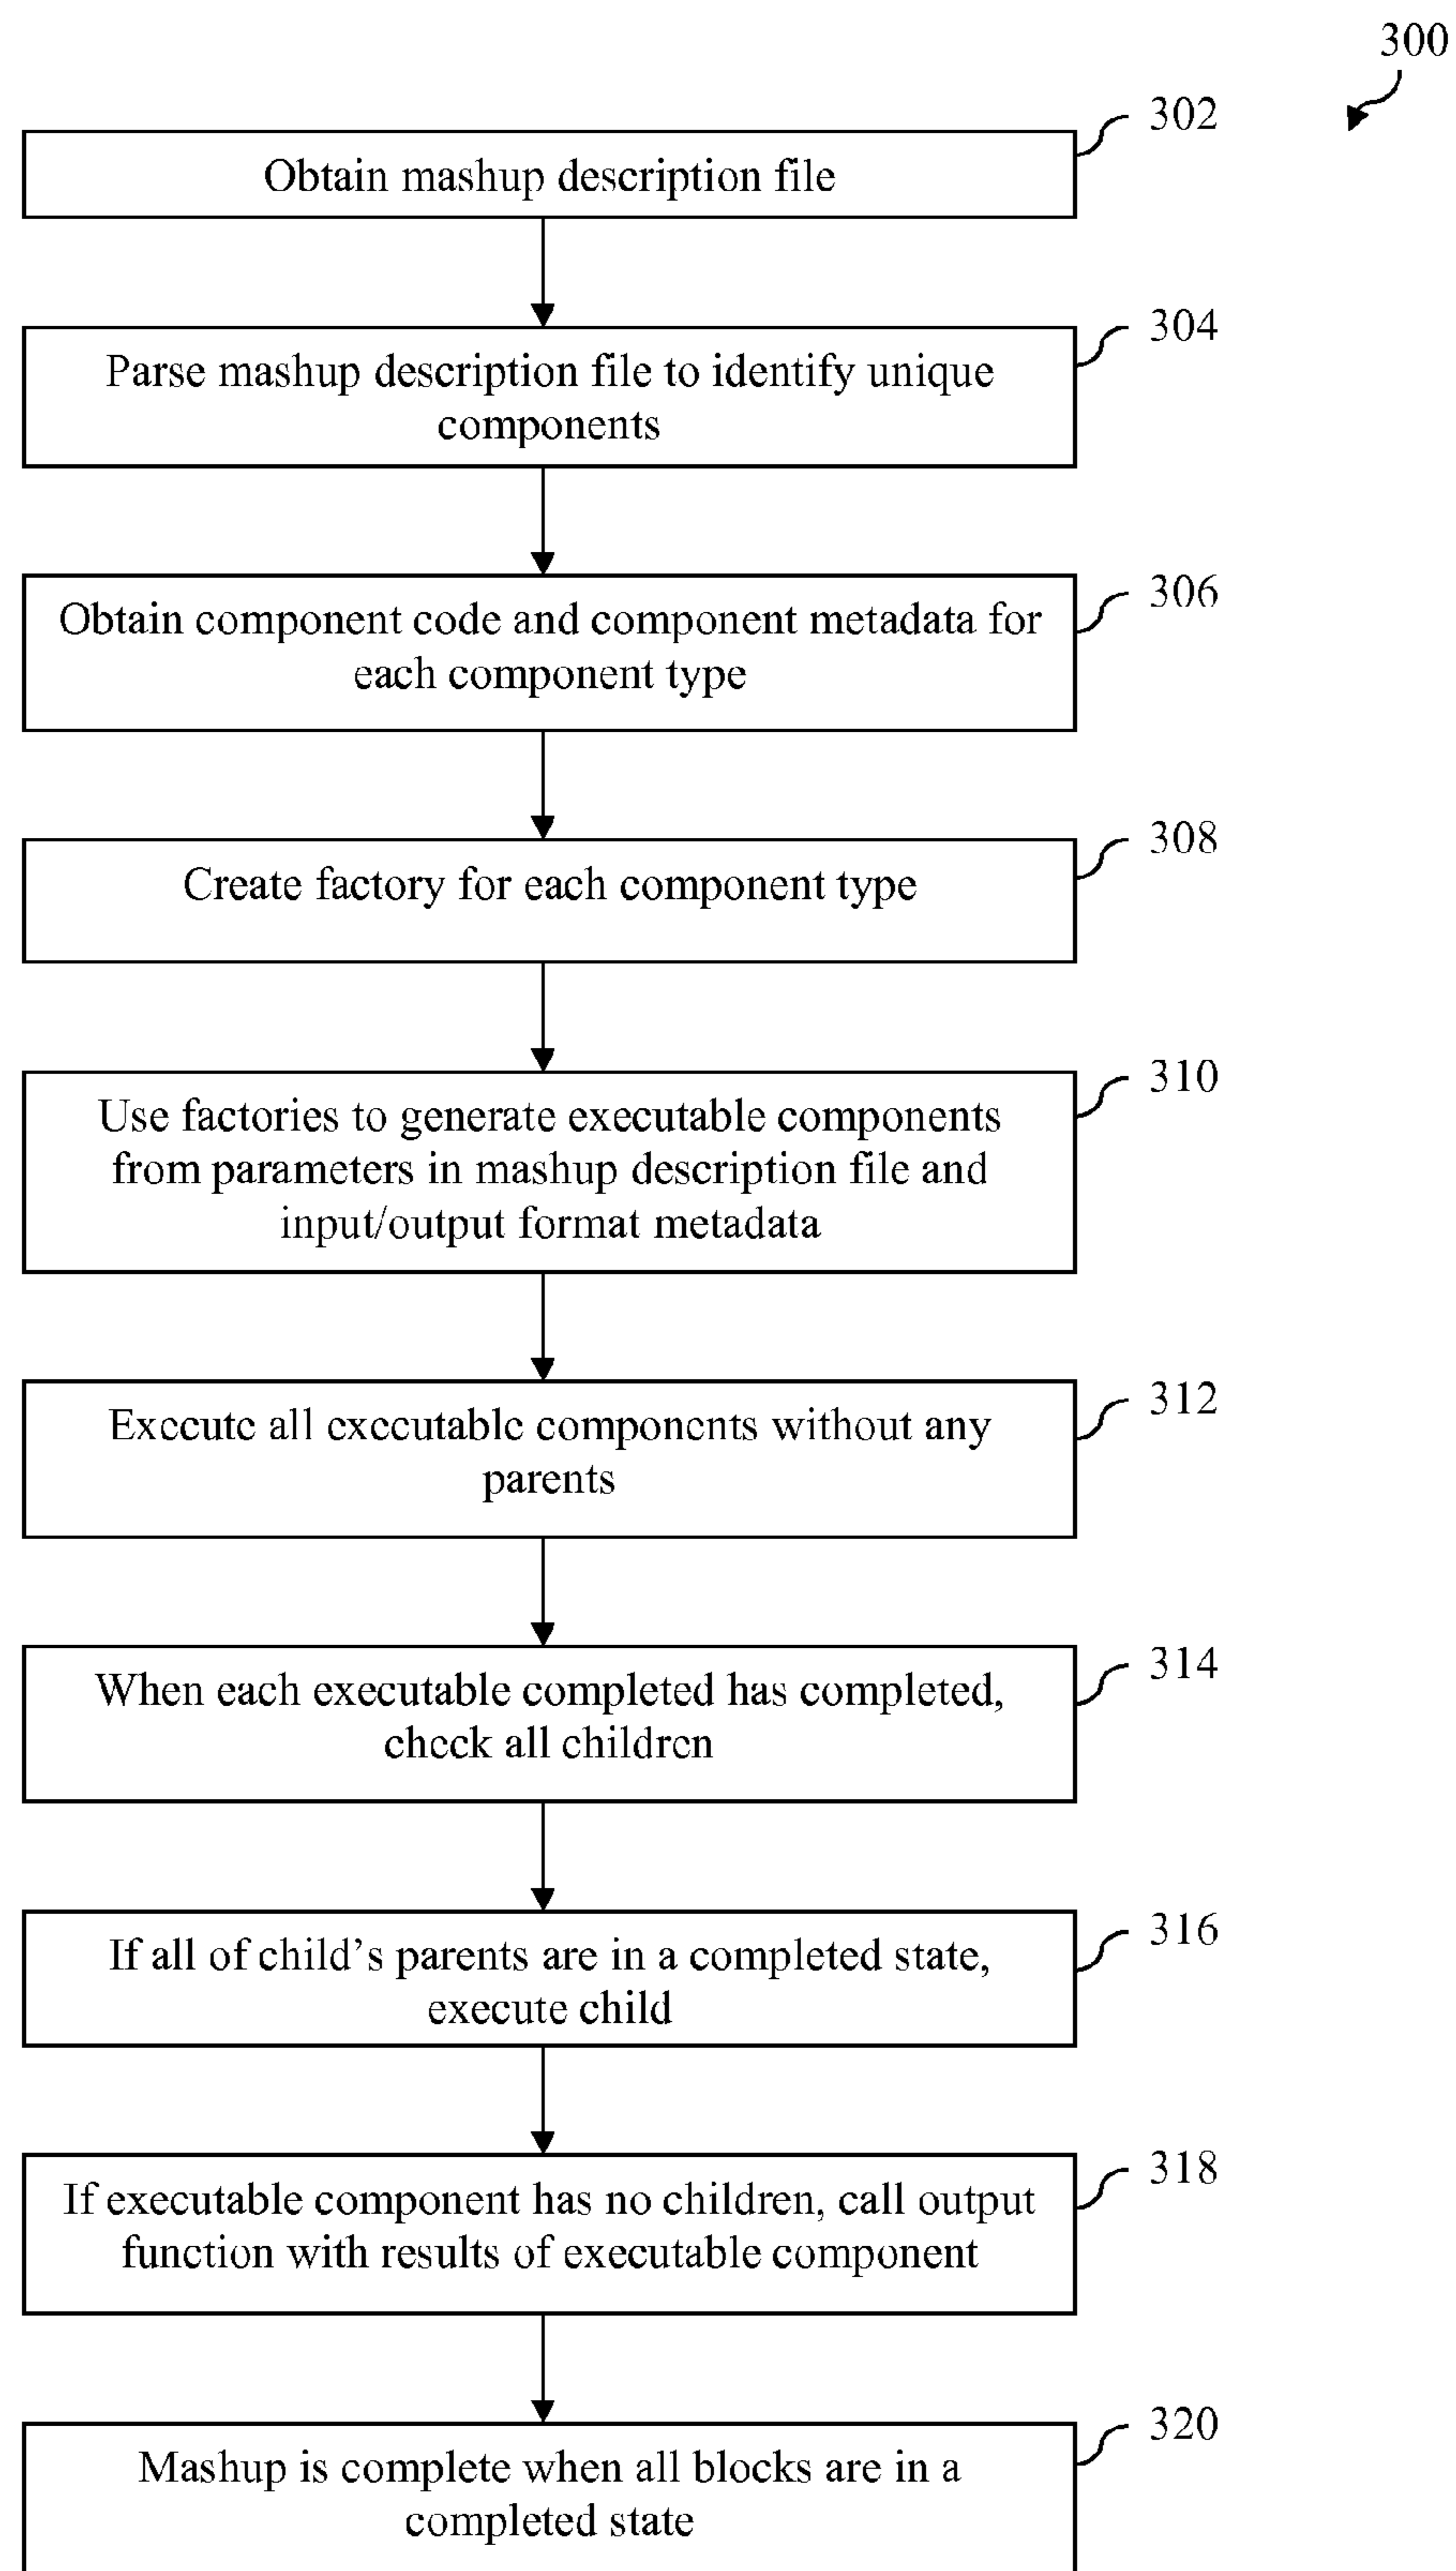 300
302
Obtain mashup description file
304
Parse mashup description file to identify unique
components
306
Obtain component code and component metadata for
each component type
308
Create factory for each component type
310
Use factories to generate executable components
from parameters in mashup description file and
input/output format metadata
312
Execute all executable components without any
parents
314
When each executable completed has completed,
check all children
316
If all of child's parents are in a completed state,
execute child
318
If executable component has no children, call output
function with results of executable component
320
Mashup is complete when all blocks are in a
completed state